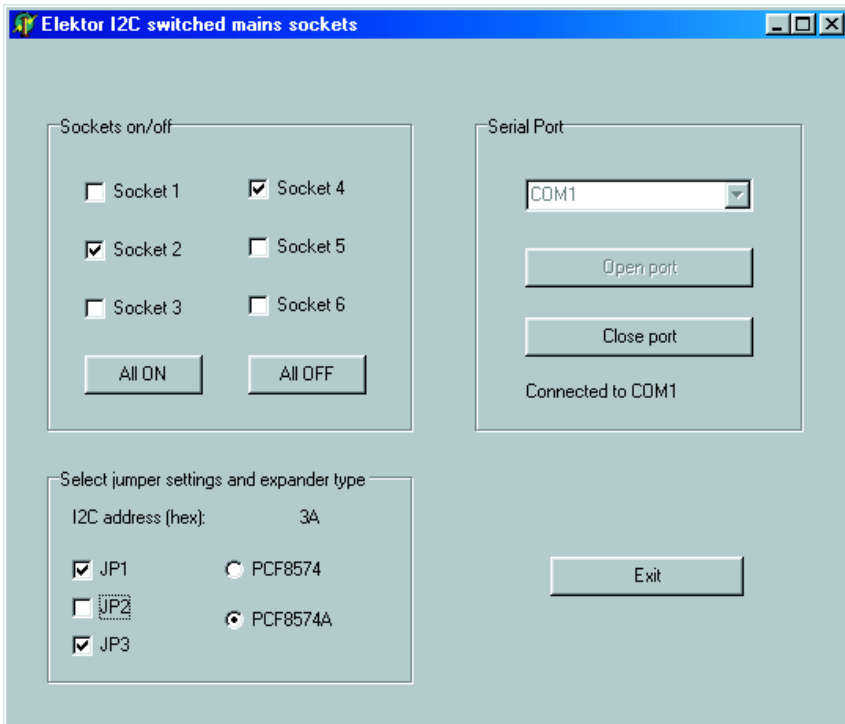 Elektor I2C switched mains sockets
Sockets on/off
Socket 1
Socket 4
Socket 2
Socket 5
Socket 3
Socket 6
All ON
All OFF
Serial Port
COM1
Open port
Close port
Connected to COM1
Select jumper settings and expander type
I2C address (hex): 3A
JP1
PCF8574
JP2
PCF8574A
JP3
Exit